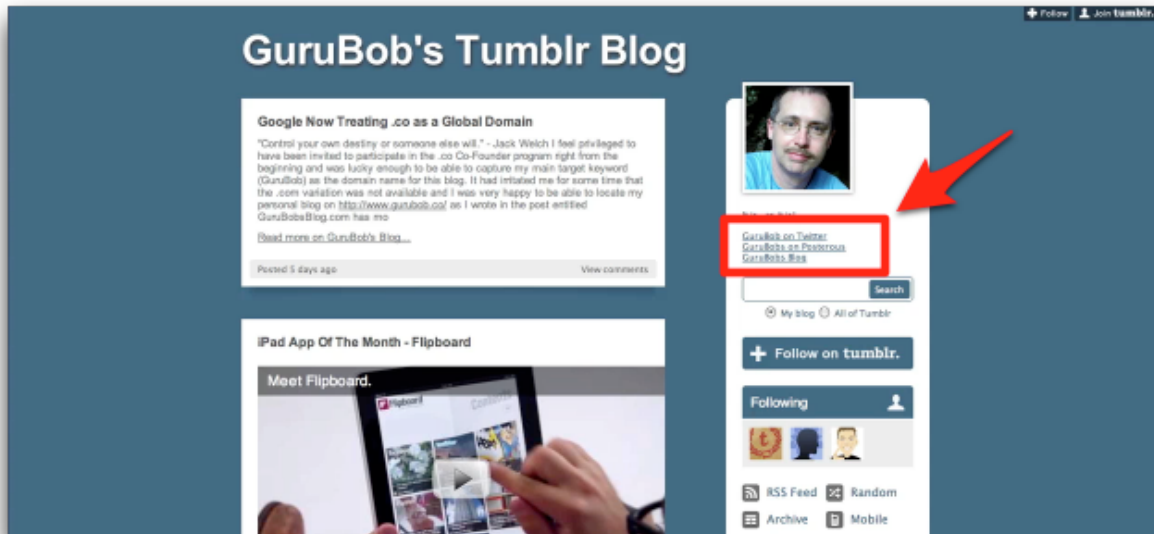 Follow Join tumblr.
GuruBob's Tumblr Blog
Google Now Treating .co as a Global Domain
"Control your own destiny or someone else will." - Jack Welch I feel privileged to
have been invited to participate in the .co Co-Founder program right from the
beginning and was lucky enough to be able to capture my main target keyword
(GuruBob) as the domain name for this blog. It had irritated me for some time that
the .com variation was not available and I was very happy to be able to locate my
personal blog on http://www.gurubob.co/ as I wrote in the post entitled
GuruBobsBlog.com has mo
Read more on GuruBob's Blog...
Posted 5 days ago View comments
GuruBob on Twitter
GuruBobs on Posterous
GuruBobs Blog
Search
My blog All of Tumblr
Follow on tumblr.
iPad App Of The Month - Flipboard
Meet Flipboard.
Flipboard Contents
Following
RSS Feed Random
Archive Mobile